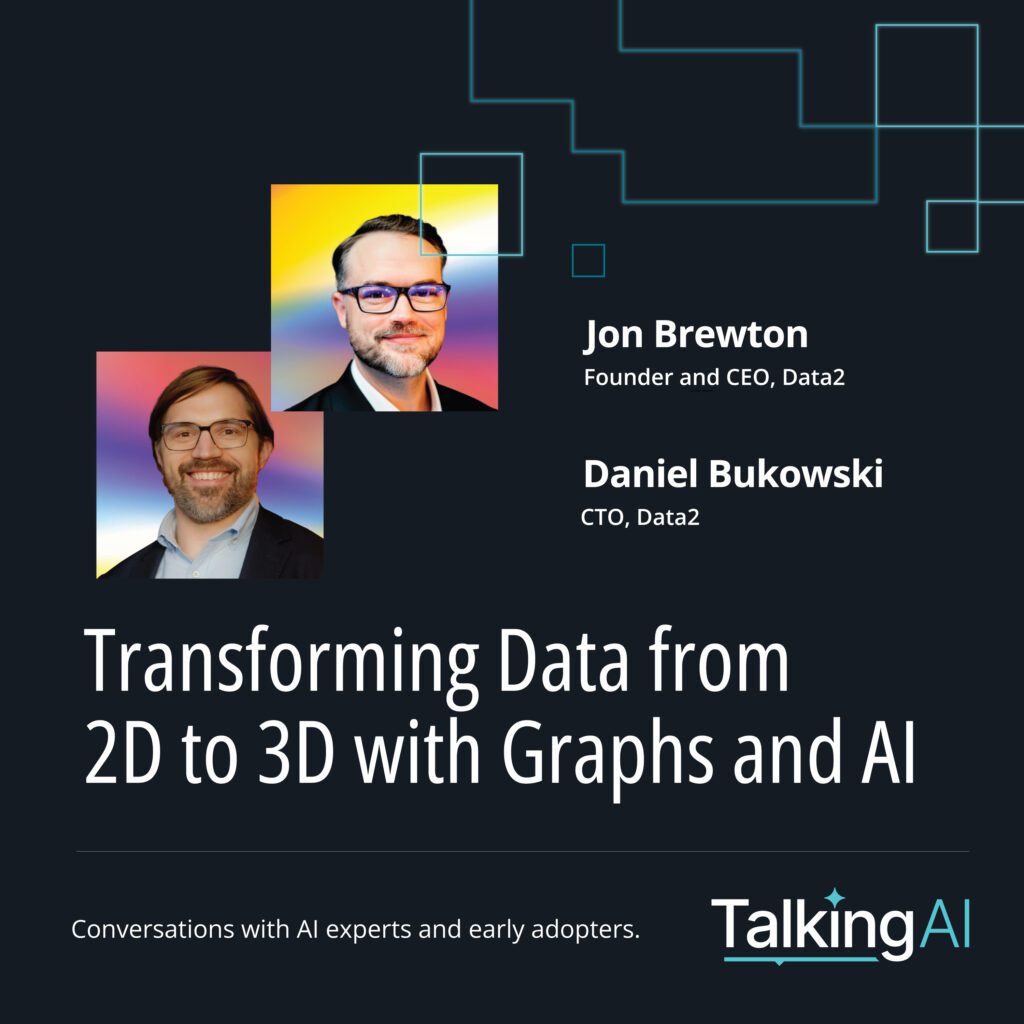 Jon Brewton
Founder and CEO, Data2
Daniel Bukowski
CTO, Data2
Transforming Data from
2D to 3D with Graphs and AI
Conversations with AI experts and early adopters.
TalkingAI